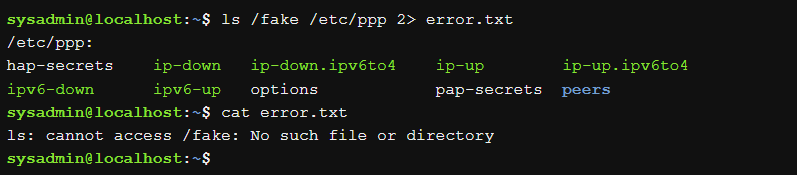 sysadmin@localhost:~$ ls /fake /etc/ppp 2> error.txt
/etc/ppp:
hap-secrets ip-down ip-down.ipv6to4 ip-up ip-up.ipv6to4
ipv6-down ipv6-up options pap-secrets peers
sysadmin@localhost:~$ cat error.txt
ls: cannot access /fake: No such file or directory
sysadmin@localhost:~$